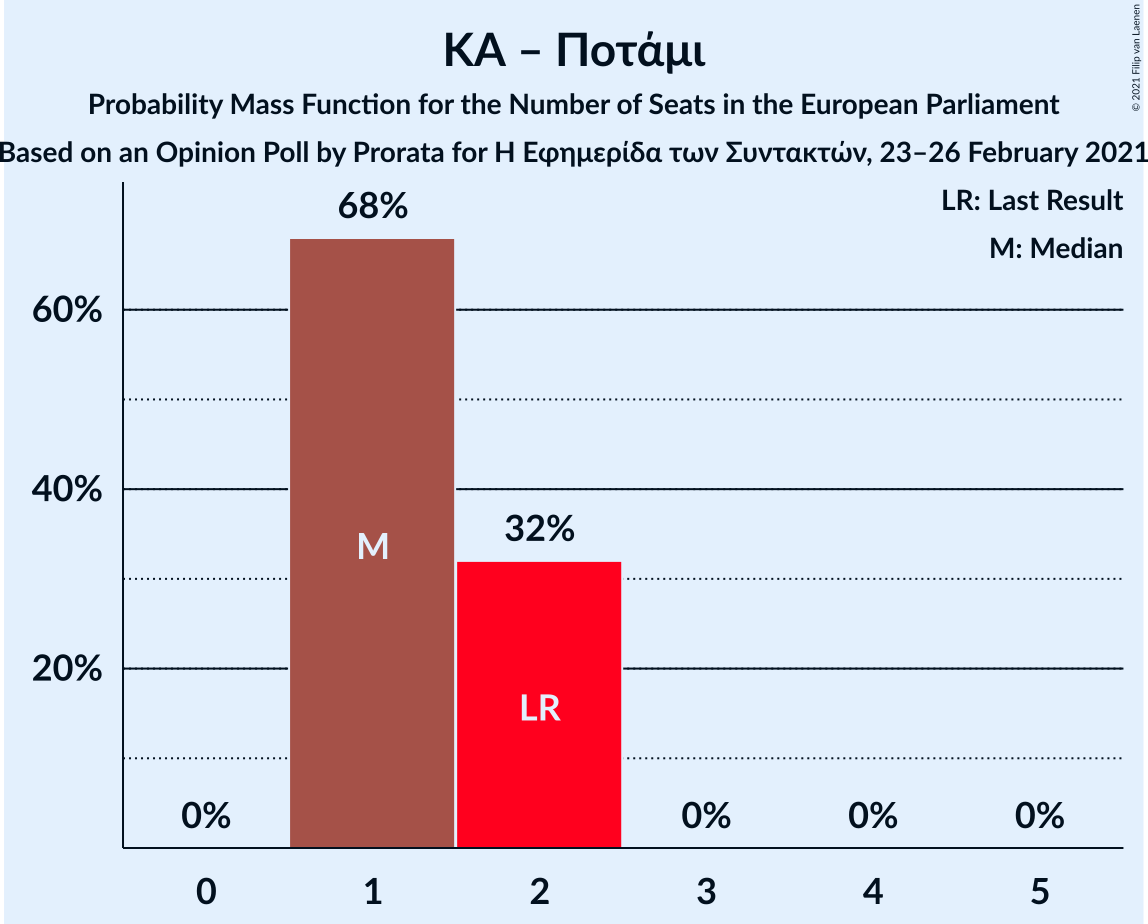 ΚΑ – Ποτάμι
Probability Mass Function for the Number of Seats in the European Parliament
Based on an Opinion Poll by Prorata for Η Εφημερίδα των Συντακτών, 23–26 February 2021
© 2021 Filip van Laenen
LR: Last Result
M: Median
68%
60%
40%
32%
20%
M
LR
0%
0%
0%
0%
0
1
2
3
4
5